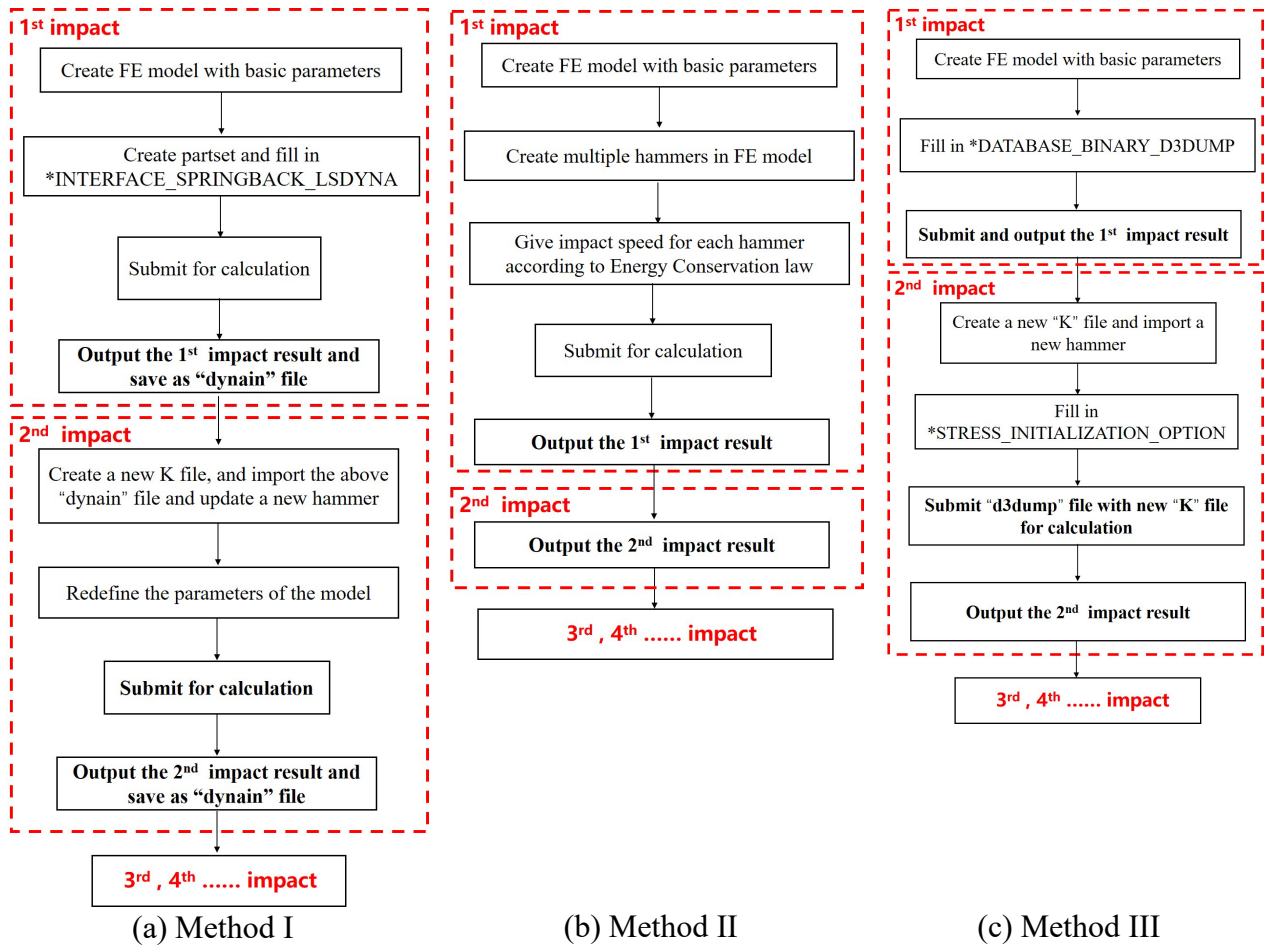 1st impact
Create FE model with basic parameters
Create partset and fill in
*INTERFACE_SPRINGBACK_LSDYNA
Submit for calculation
Output the 1st impact result and
save as “dynain” file
2nd impact
Create a new K file, and import the above
“dynain” file and update a new hammer
Redefine the parameters of the model
Submit for calculation
Output the 2nd impact result and
save as “dynain” file
3rd , 4th ...... impact
(a) Method I
1st impact
Create FE model with basic parameters
Create multiple hammers in FE model
Give impact speed for each hammer
according to Energy Conservation law
Submit for calculation
Output the 1st impact result
2nd impact
Output the 2nd impact result
3rd , 4th ...... impact
(b) Method II
1st impact
Create FE model with basic parameters
Fill in *DATABASE_BINARY_D3DUMP
Submit and output the 1st impact result
2nd impact
Create a new “K” file and import a
new hammer
Fill in
*STRESS_INITIALIZATION_OPTION
Submit “d3dump” file with new “K” file
for calculation
Output the 2nd impact result
3rd , 4th ...... impact
(c) Method III